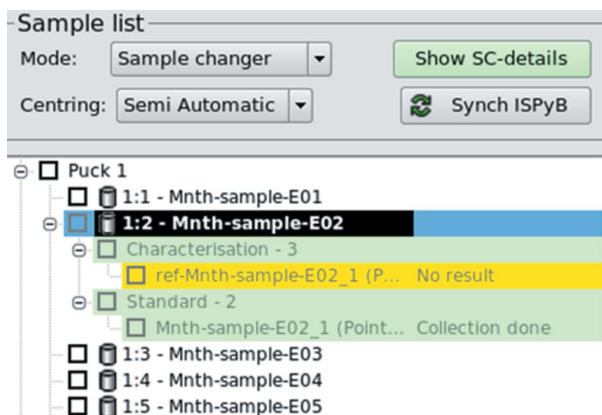 Sample list
Mode: Sample changer Show SC-details
Centring: Semi Automatic Synch ISPyB
Puck 1
1:1 - Mnth-sample-E01
1:2 - Mnth-sample-E02
Characterisation - 3
ref-Mnth-sample-E02_1 (P... No result
Standard - 2
Mnth-sample-E02_1 (Point... Collection done
1:3 - Mnth-sample-E03
1:4 - Mnth-sample-E04
1:5 - Mnth-sample-E05